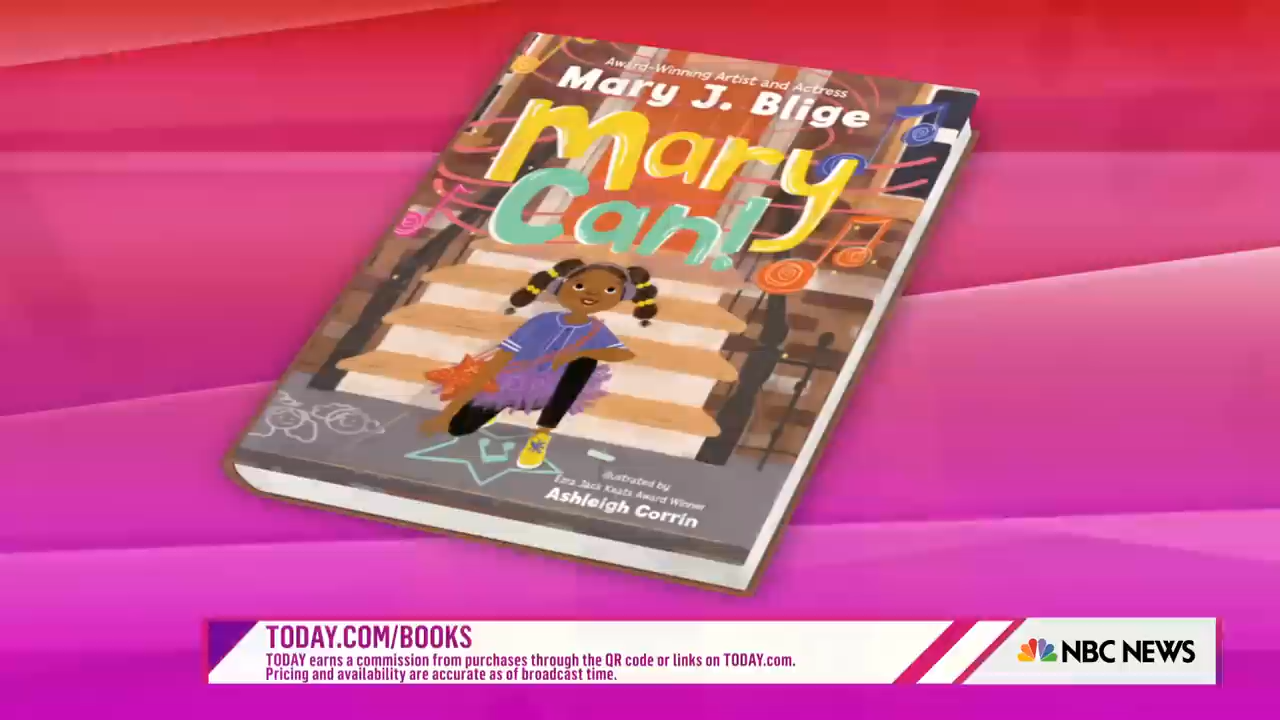 Award-Winning Artist and Actress
Mary J. Blige
Mary
Can!
illustrated by
Ezra Jack Keats Award Winner
Ashleigh Corrin
TODAY.COM/BOOKS
TODAY earns a commission from purchases through the QR code or links on TODAY.com.
Pricing and availability are accurate as of broadcast time.
NBC NEWS